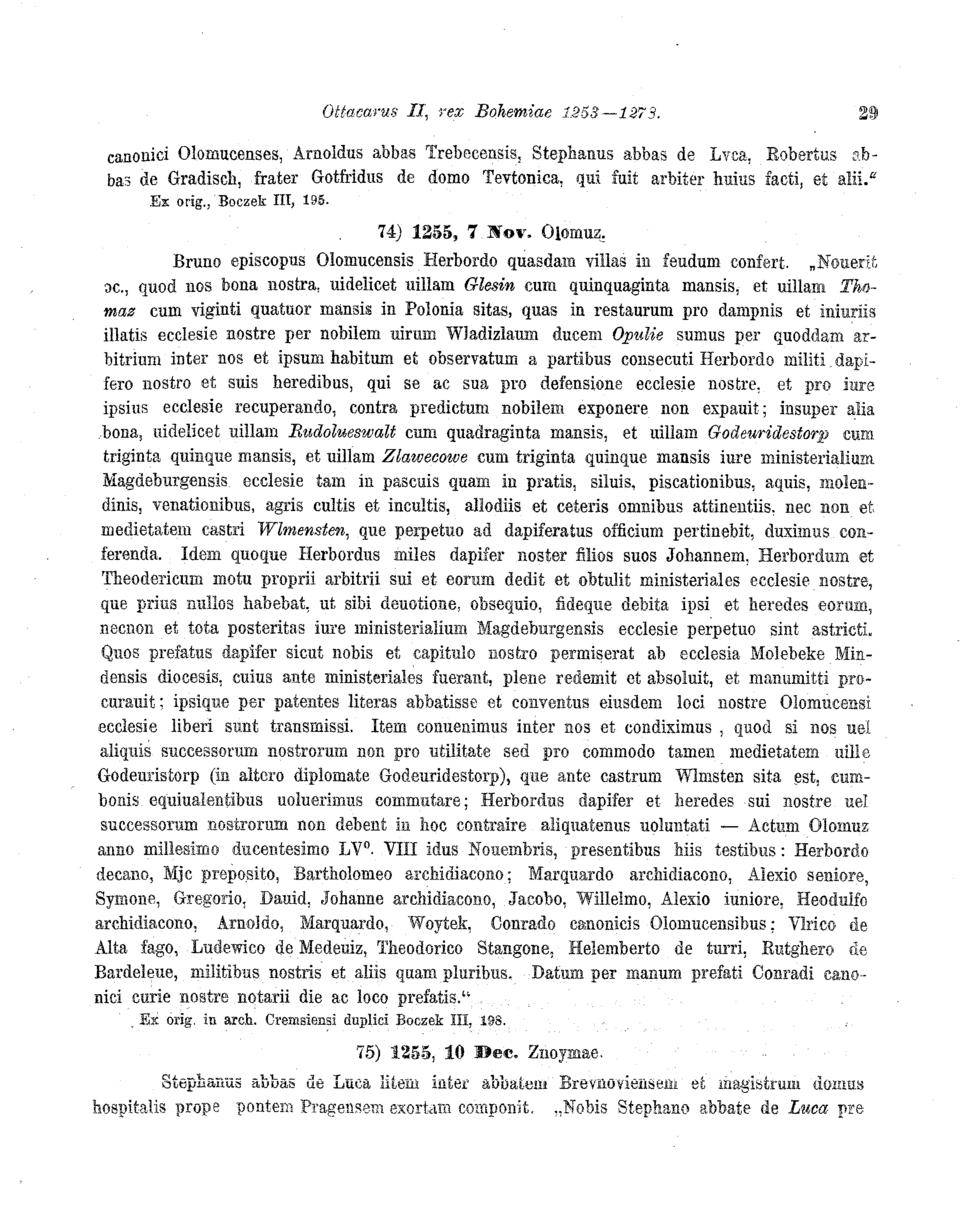 Ottacarus II, rex Bohemiae 1253—1278. 29
canonici Olomucenses, Arnoldus abbas Trebecensis, Stephanus abbas de Lvca, Robertus ab-
bas de Gradisch, frater Gotfridus de domo Tevtonica, qui fuit arbiter huius facti, et alii."
Ex orig., Boczek III, 195.
74) 1255, 7 Nov. Olomuz.
Bruno episcopus Olomucensis Herbordo quasdam villas in feudum confert. „Nouerit
ɔc., quod nos bona nostra, uidelicet uillam Glesin cum quinquaginta mansis, et uillam Tho-
maz cum viginti quatuor mansis in Polonia sitas, quas in restaurum pro dampnis et iniuriis
illatis ecclesie nostre per nobilem uirum Wladizlaum ducem Opulie sumus per quoddam ar-
bitrium inter nos et ipsum habitum et observatum a partibus consecuti Herbordo militi dapi-
fero nostro et suis heredibus, qui se ac sua pro defensione ecclesie nostre, et pro iure
ipsius ecclesie recuperando, contra predictum nobilem exponere non expauit; insuper alia
bona, uidelicet uillam Rudolueswalt cum quadraginta mansis, et uillam Godeuridestorp cum
triginta quinque mansis, et uillam Zlawecowe cum triginta quinque mansis iure ministerialium
Magdeburgensis ecclesie tam in pascuis quam in pratis, siluis, piscationibus, aquis, molen-
dinis, venationibus, agris cultis et incultis, allodiis et ceteris omnibus attinentiis, nec non et
medietatem castri Wlmensten, que perpetuo ad dapiferatus officium pertinebit, duximus con-
ferenda. Idem quoque Herbordus miles dapifer noster filios suos Johannem, Herbordum et
Theodericum motu proprii arbitrii sui et eorum dedit et obtulit ministeriales ecclesie nostre,
que prius nullos habebat, ut sibi deuotione, obsequio, fideque debita ipsi et heredes eorum,
necnon et tota posteritas iure ministerialium Magdeburgensis ecclesie perpetuo sint astricti.
Quos prefatus dapifer sicut nobis et capitulo nostro permiserat ab ecclesia Molebeke Min-
densis diocesis, cuius ante ministeriales fuerant, plene redemit et absoluit, et manumitti pro-
curauit; ipsique per patentes literas abbatisse et conventus eiusdem loci nostre Olomucensi
ecclesie liberi sunt transmissi. Item conuenimus inter nos et condiximus , quod si nos uel
aliquis successorum nostrorum non pro utilitate sed pro commodo tamen medietatem uille
Godeuristorp (in altero diplomate Godeuridestorp), que ante castrum Wlmsten sita est, cum
bonis equiualentibus uoluerimus commutare; Herbordus dapifer et heredes sui nostre uel
successorum nostrorum non debent in hoc contraire aliquatenus uoluntati — Actum Olomuz
anno millesimo ducentesimo LV⁰. VIII idus Nouembris, presentibus hiis testibus: Herbordo
decano, Mjc preposito, Bartholomeo archidiacono; Marquardo archidiacono, Alexio seniore,
Symone, Gregorio, Dauid, Johanne archidiacono, Jacobo, Willelmo, Alexio iuniore, Heodulfo
archidiacono, Arnoldo, Marquardo, Woytek, Conrado canonicis Olomucensibus; Vlrico de
Alta fago, Ludewico de Medeuiz, Theodorico Stangone, Helemberto de turri, Rutghero de
Bardeleue, militibus nostris et aliis quam pluribus. Datum per manum prefati Conradi cano-
nici curie nostre notarii die ac loco prefatis."
Ex orig. in arch. Cremsiensi duplici Boczek III, 198.
75) 1255, 10 Dec. Znoymae.
Stephanus abbas de Luca litem inter abbatem Brevnoviensem et magistrum domus
hospitalis prope pontem Pragensem exortam componit. „Nobis Stephano abbate de Luca pre